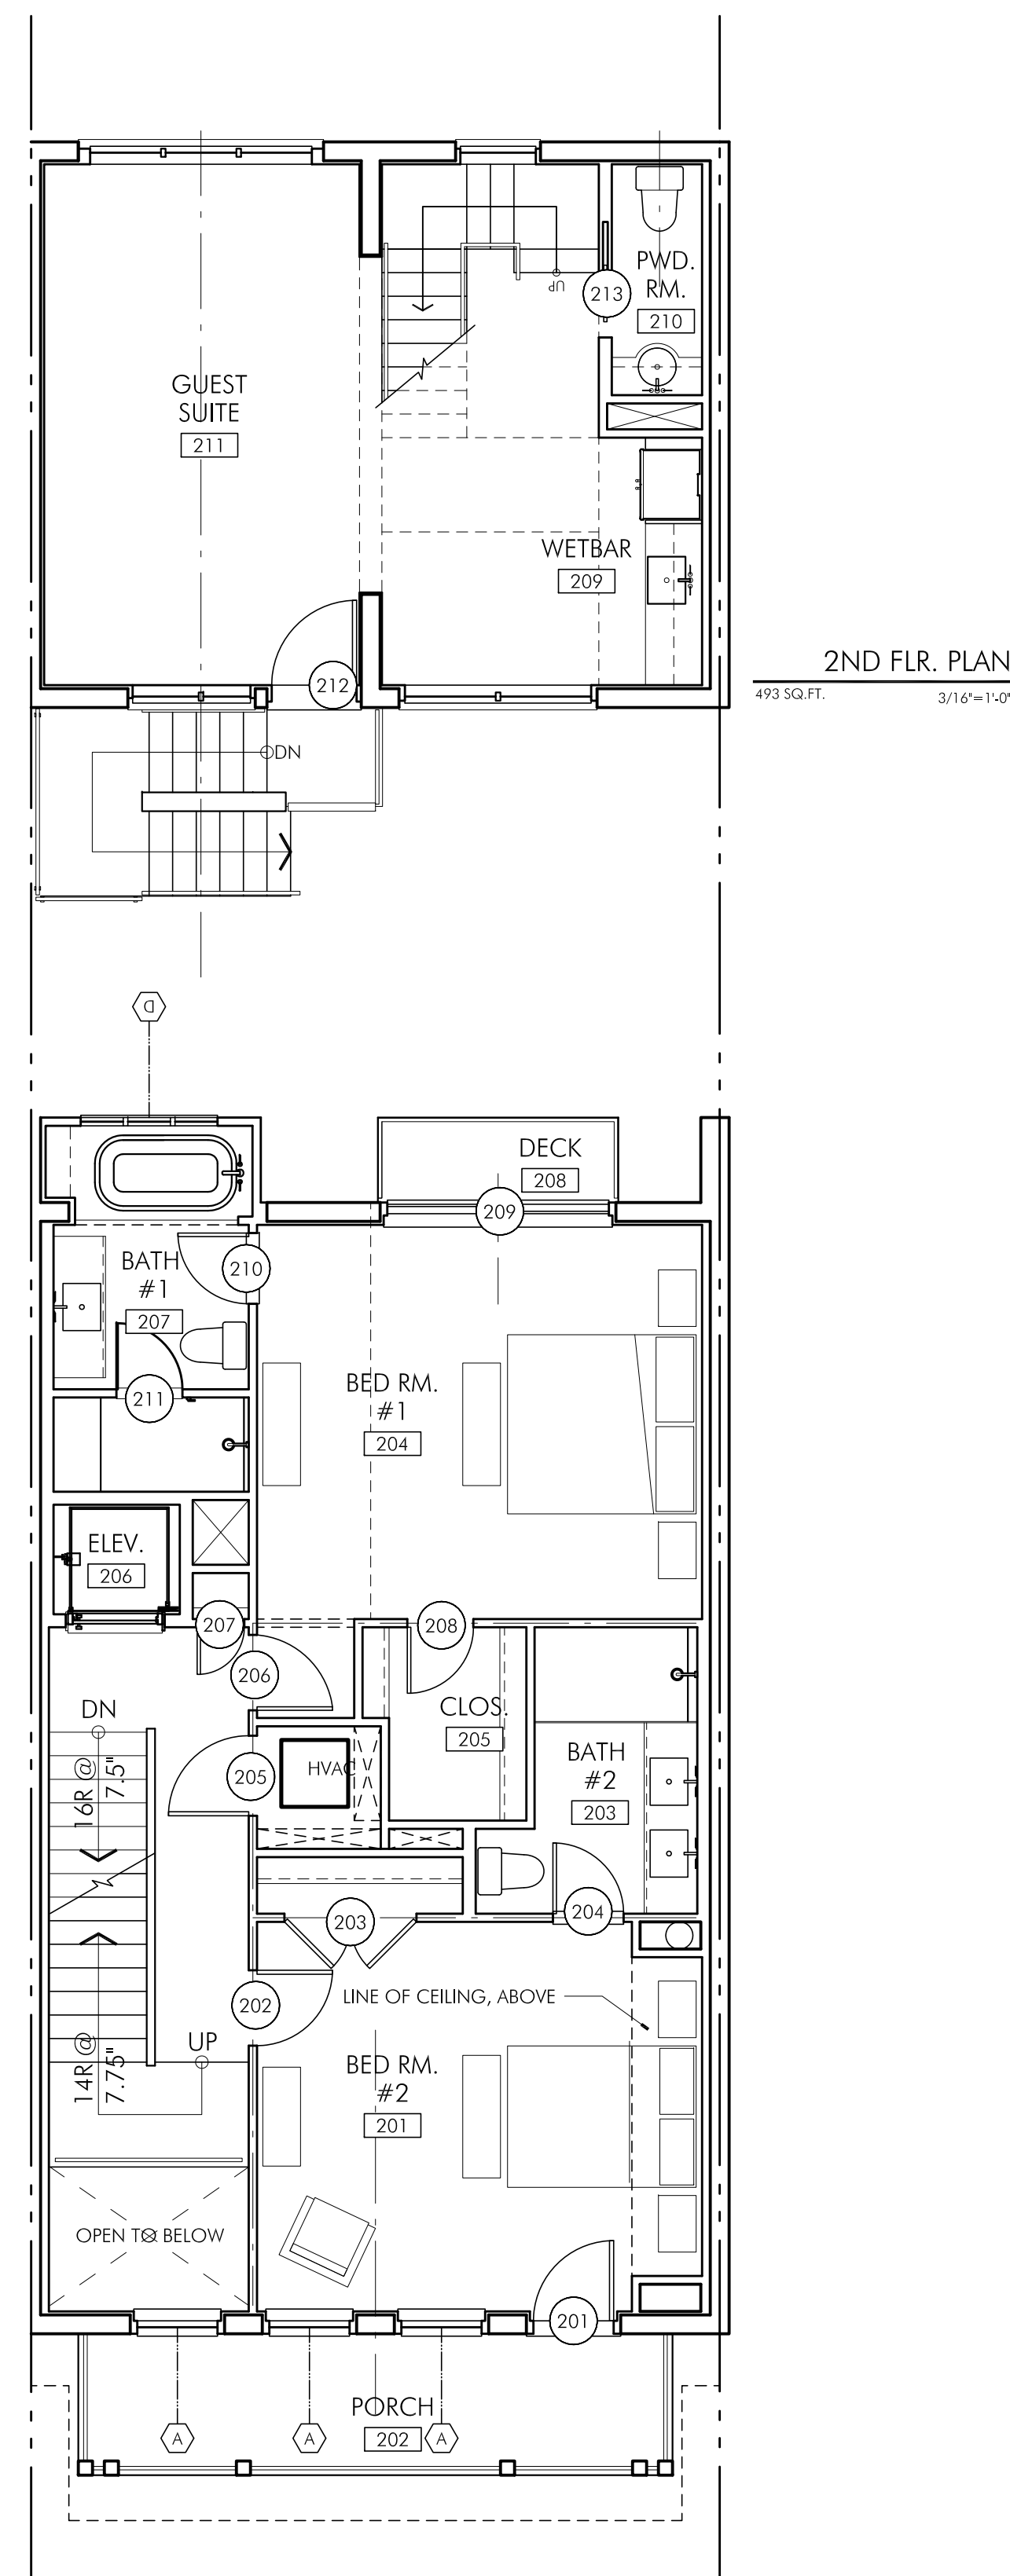 PWD.
RM.
210
213
UP
GUEST
SUITE
211
WETBAR
209
212
2ND FLR. PLAN
493 SQ.FT.
3/16"=1'-0"
DN
D
DECK
208
209
BATH
#1
207
210
211
BED RM.
#1
204
ELEV.
206
207
208
206
DN
CLOS.
205
16R @
7.5"
205
HVAC
BATH
#2
203
204
203
202
LINE OF CEILING, ABOVE
14R @
7.75"
UP
BED RM.
#2
201
OPEN TO BELOW
201
PORCH
202
A
A
A